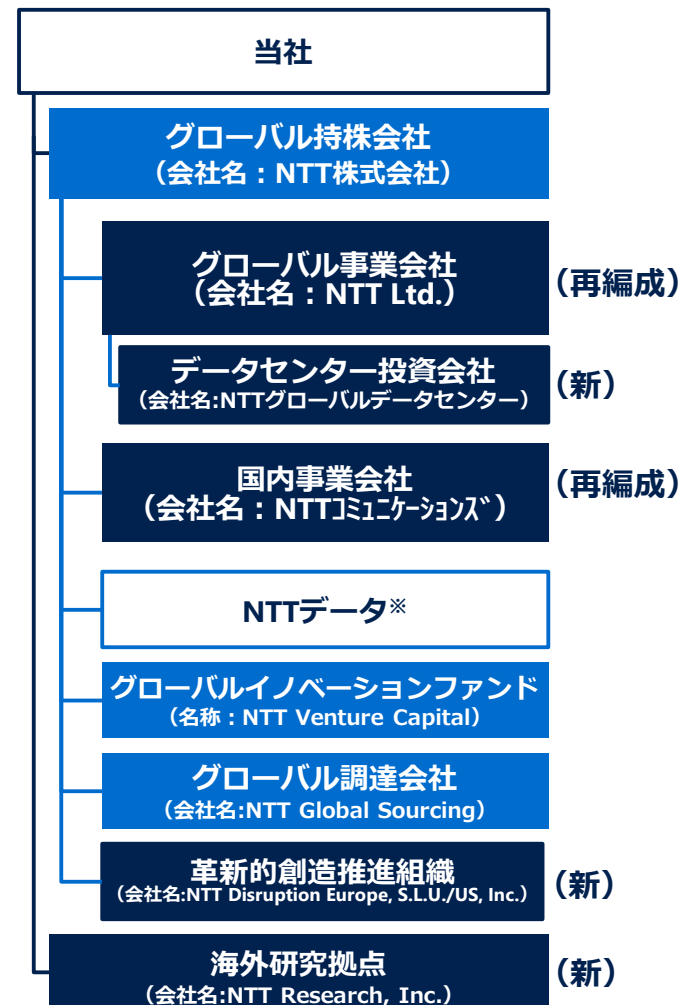 当社
グローバル持株会社
（会社名：NTT株式会社）
グローバル事業会社
（会社名：NTT Ltd.）
（再編成）
データセンター投資会社
（会社名:NTTグローバルデータセンター）
（新）
国内事業会社
（会社名：NTTｺﾐｭﾆｹｰｼｮﾝｽﾞ）
（再編成）
NTTデータ※
グローバルイノベーションファンド
（名称：NTT Venture Capital）
グローバル調達会社
（会社名:NTT Global Sourcing）
革新的創造推進組織
（会社名:NTT Disruption Europe, S.L.U./US, Inc.）
（新）
海外研究拠点
（会社名:NTT Research, Inc.）
（新）